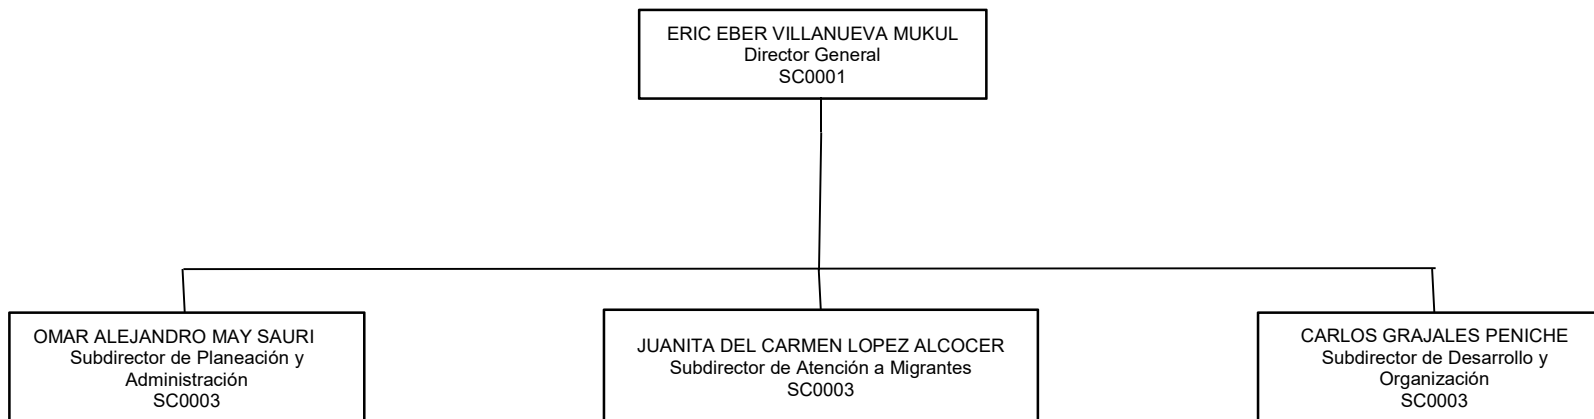 ERIC EBER VILLANUEVA MUKUL
Director General
SC0001
OMAR ALEJANDRO MAY SAURI
Subdirector de Planeación y
Administración
SC0003
JUANITA DEL CARMEN LOPEZ ALCOCER
Subdirector de Atención a Migrantes
SC0003
CARLOS GRAJALES PENICHE
Subdirector de Desarrollo y
Organización
SC0003